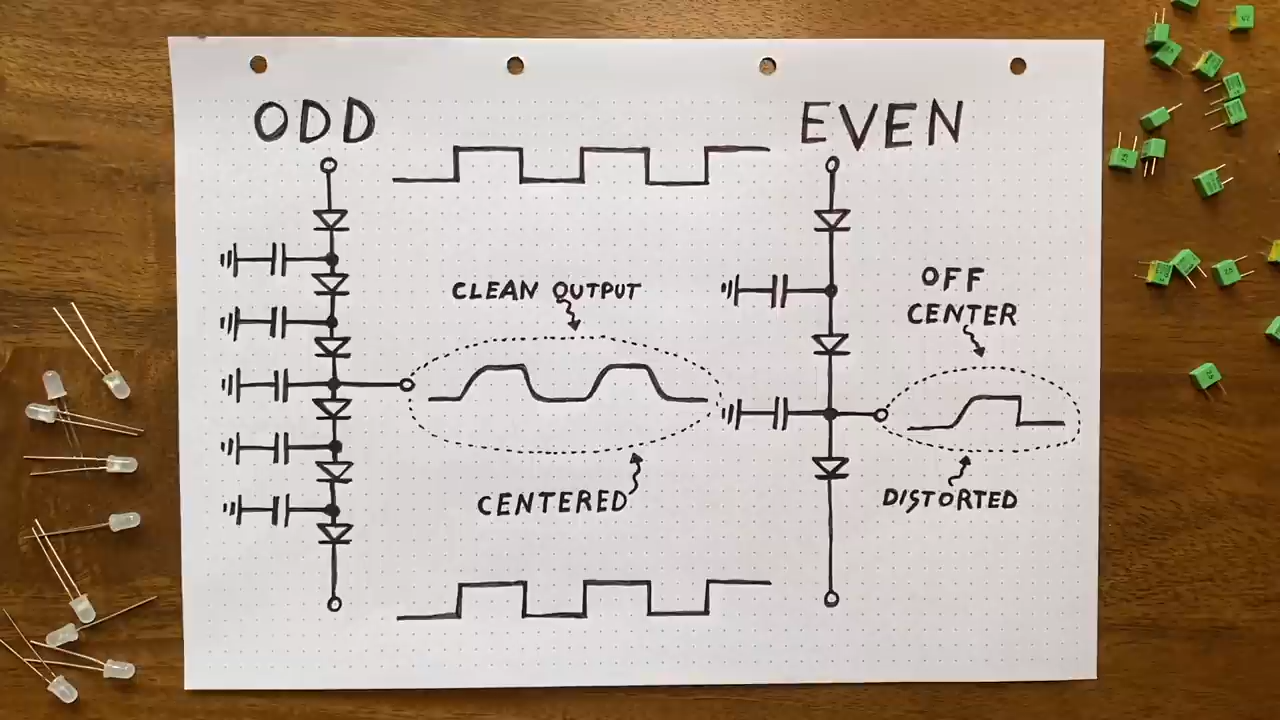 ODD
EVEN
CLEAN OUTPUT
OFF
CENTER
CENTERED
DISTORTED